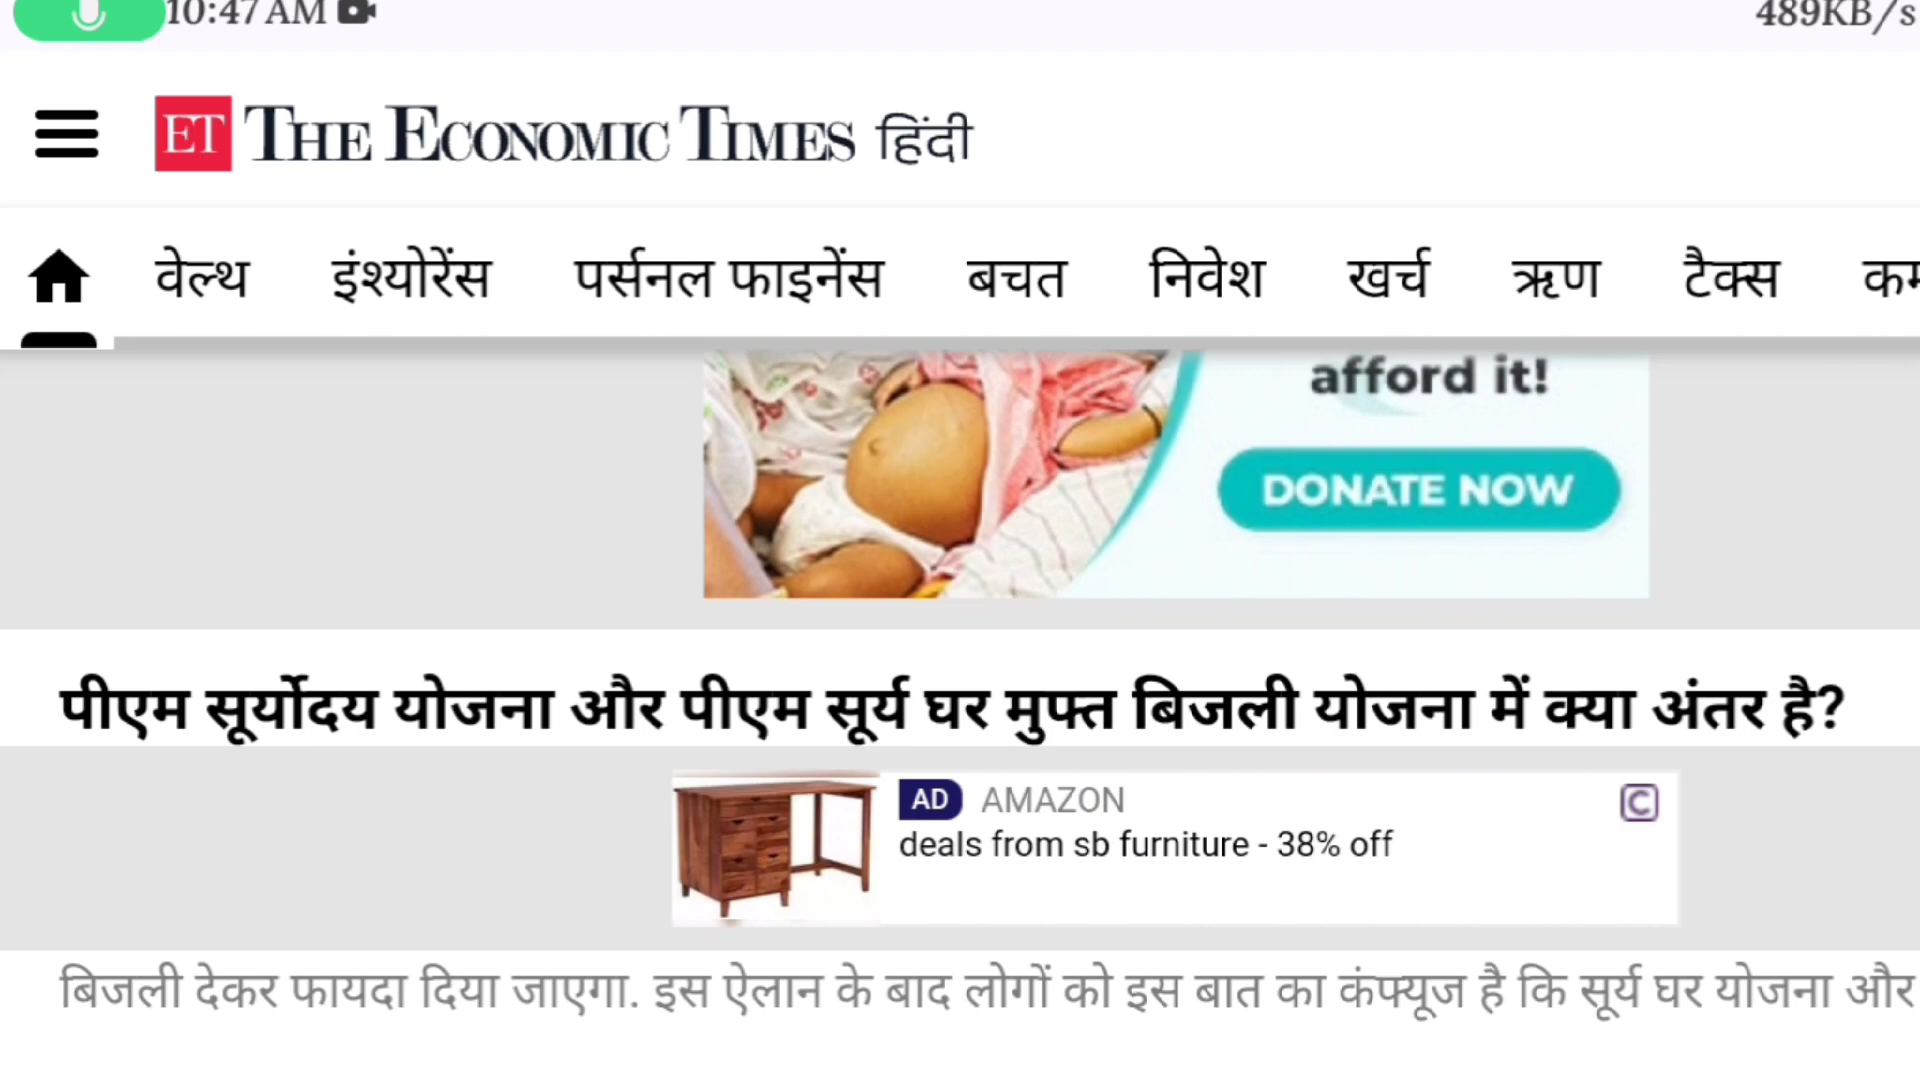 10:47 AM 489KB/s
ET THE ECONOMIC TIMES हिंदी
वेल्थ इंश्योरेंस पर्सनल फाइनेंस बचत निवेश खर्च ऋण टैक्स
afford it!
DONATE NOW
पीएम सूर्योदय योजना और पीएम सूर्य घर मुफ्त बिजली योजना में क्या अंतर है?
AD AMAZON
deals from sb furniture - 38% off
बिजली देकर फायदा दिया जाएगा. इस ऐलान के बाद लोगों को इस बात का कंफ्यूज है कि सूर्य घर योजना और